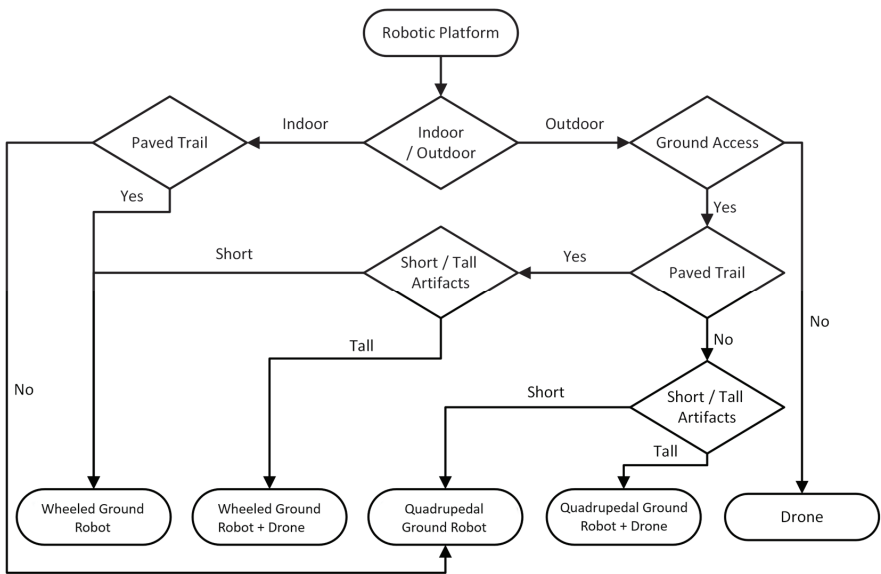 Robotic Platform
Indoor
Outdoor
Paved Trail
Indoor
/ Outdoor
Ground Access
Yes
Yes
Short
Short / Tall
Artifacts
Yes
Paved Trail
No
Tall
No
No
Short
Short / Tall
Artifacts
Tall
Wheeled Ground
Robot
Wheeled Ground
Robot + Drone
Quadrupedal
Ground Robot
Quadrupedal Ground
Robot + Drone
Drone